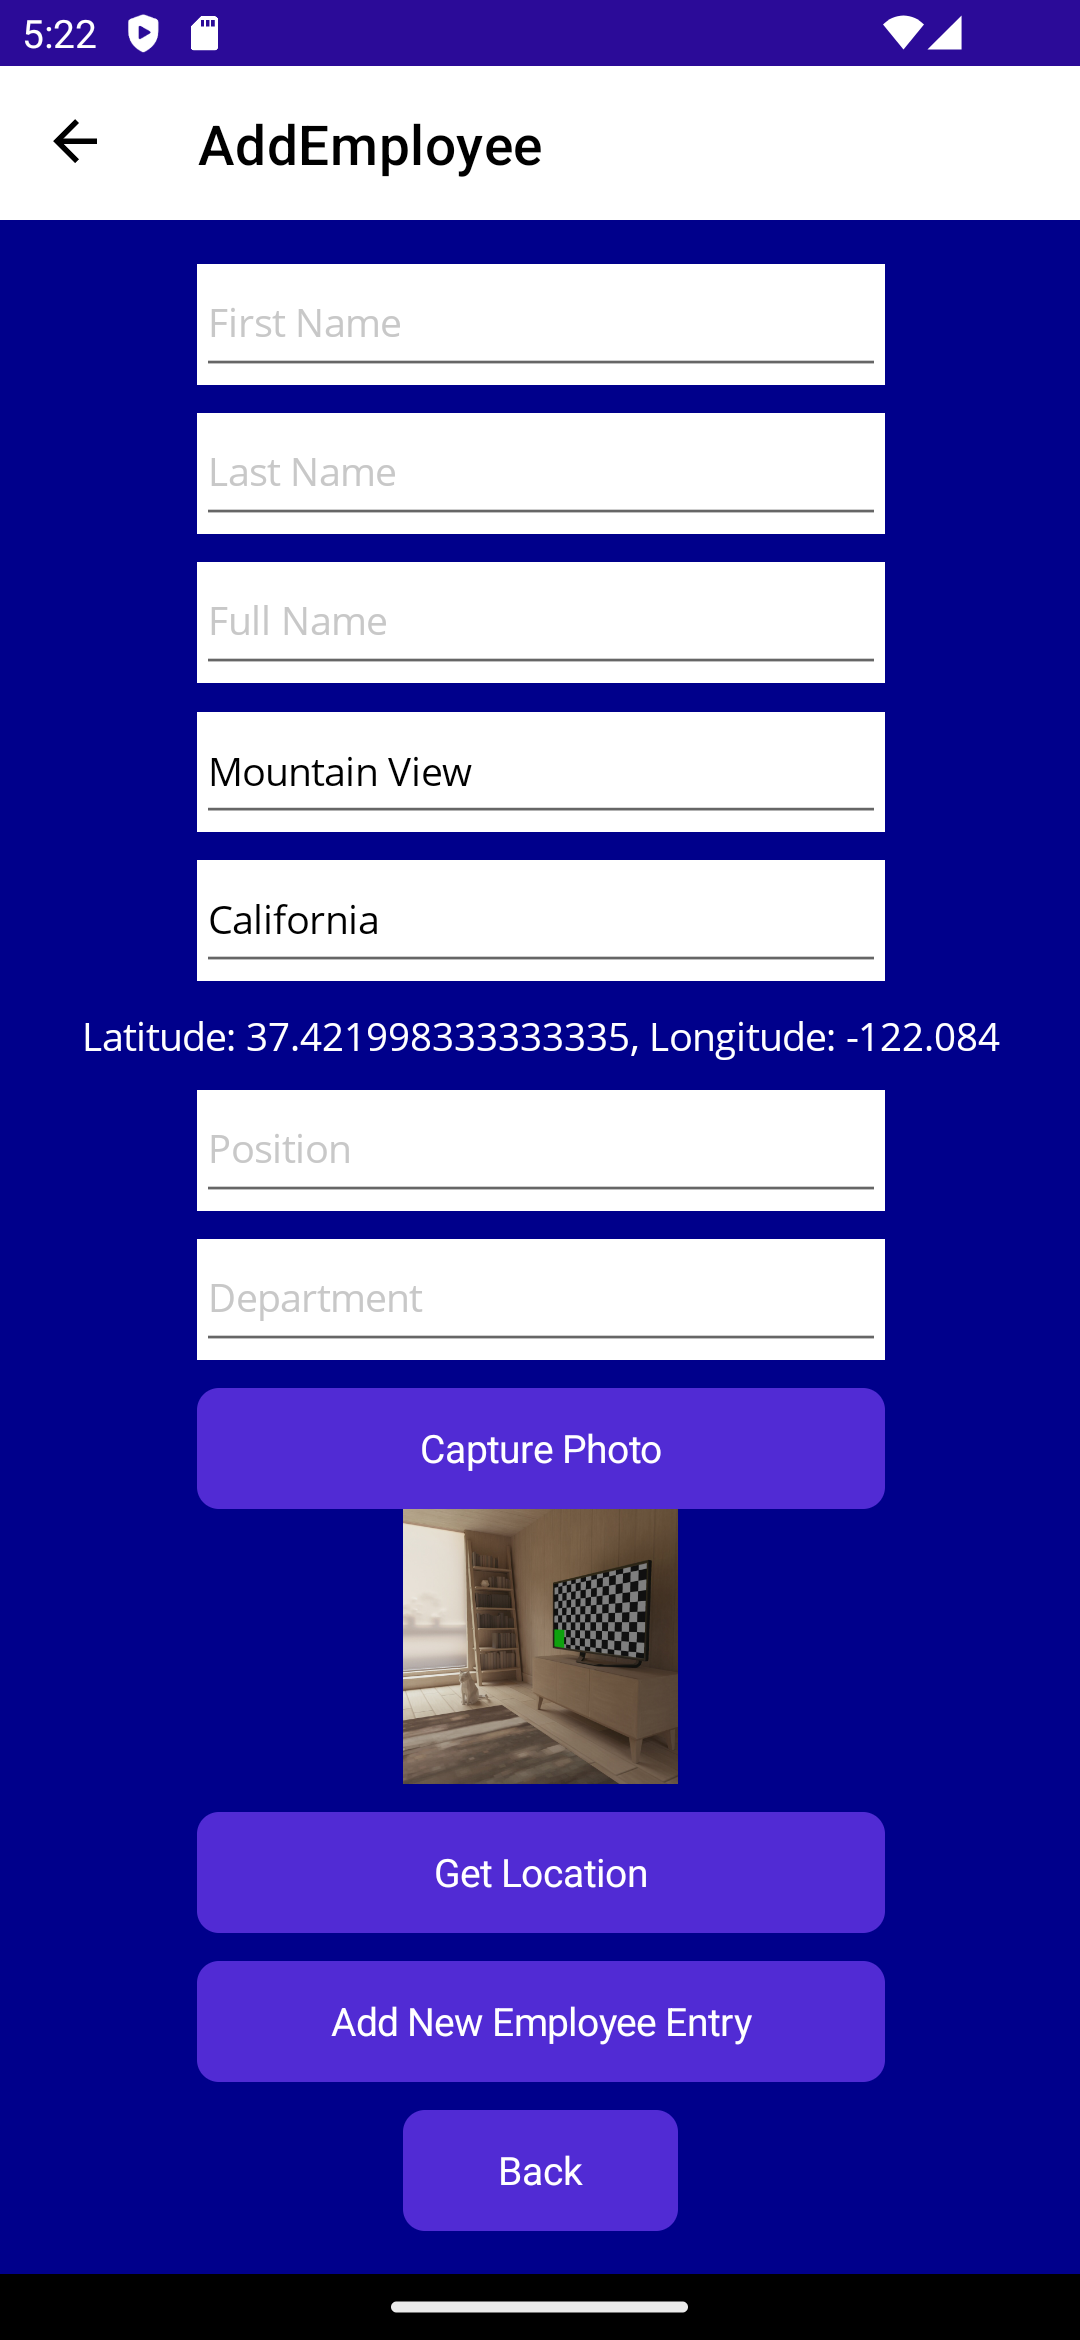 5:22
AddEmployee
First Name
Last Name
Full Name
Mountain View
California
Latitude: 37.421998333333335, Longitude: -122.084
Position
Department
Capture Photo
Get Location
Add New Employee Entry
Back